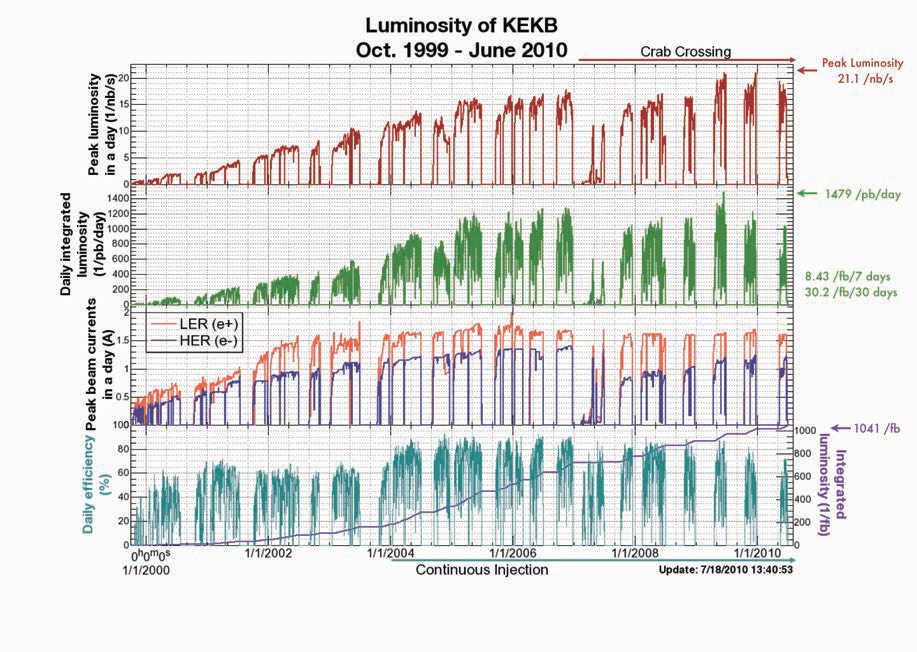 Luminosity of KEKB
Oct. 1999 - June 2010
Crab Crossing
Peak Luminosity
21.1 /nb/s
Peak luminosity
in a day (1/nb/s)
20
15
10
5
0
1479 /pb/day
Daily integrated
luminosity
(1/pb/day)
1400
1200
1000
800
600
400
200
0
8.43 /fb/7 days
30.2 /fb/30 days
Peak beam currents
in a day (A)
2
1.5
1
0.5
LER (e+)
HER (e-)
Daily efficiency
(%)
100
80
60
40
20
0
1041 /fb
1000
800
600
400
200
0
Integrated
luminosity (1/fb)
0h0m0s
1/1/2000
1/1/2002
1/1/2004
1/1/2006
1/1/2008
1/1/2010
Continuous Injection
Update: 7/18/2010 13:40:53